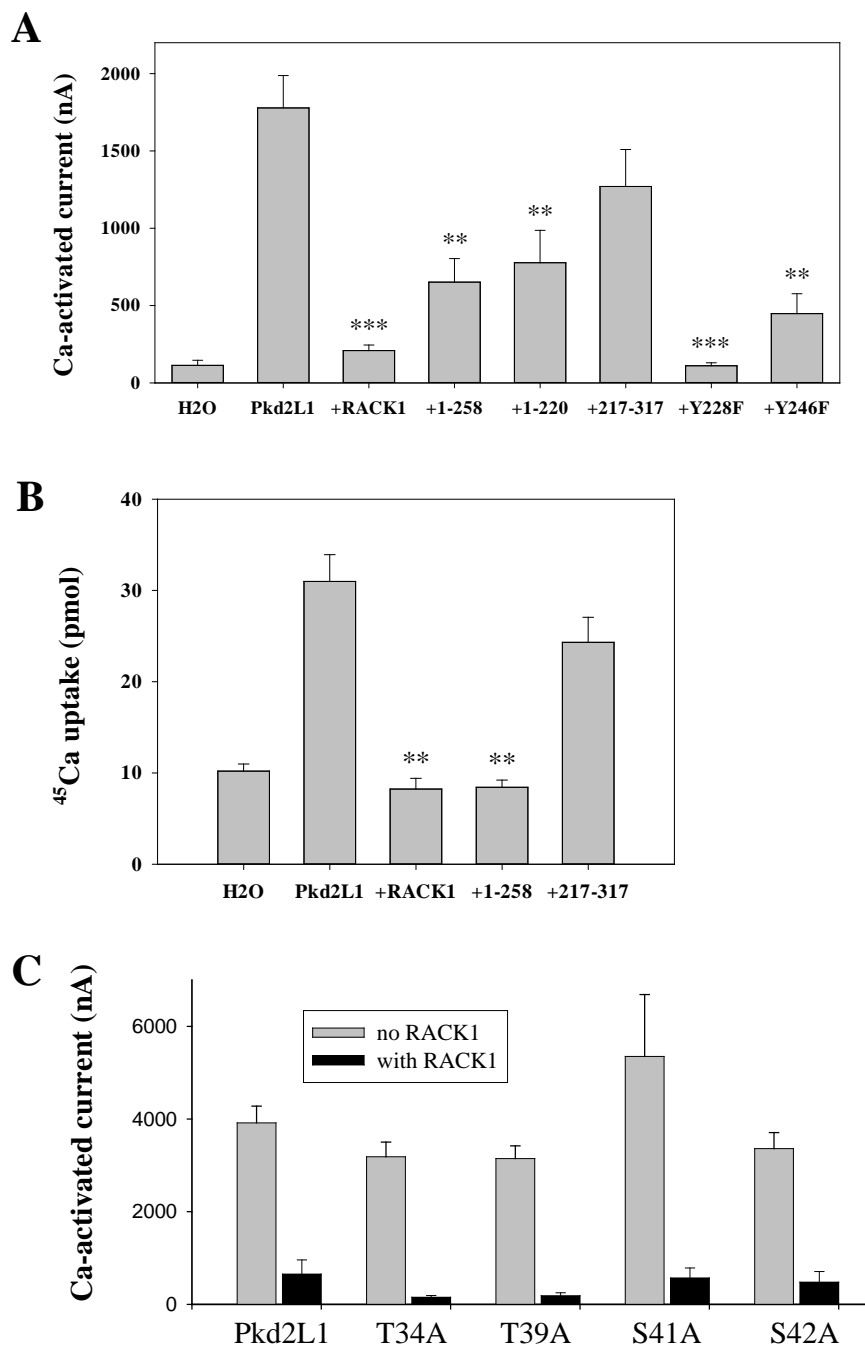 A
Ca-activated current (nA)
2000
1500
1000
500
0
***
**
**
***
**
H2O Pkd2L1 +RACK1 +1-258 +1-220 +217-317 +Y228F +Y246F
B
45Ca uptake (pmol)
40
30
20
10
0
** **
H2O Pkd2L1 +RACK1 +1-258 +217-317
C
Ca-activated current (nA)
6000
4000
2000
0
no RACK1
with RACK1
Pkd2L1 T34A T39A S41A S42A